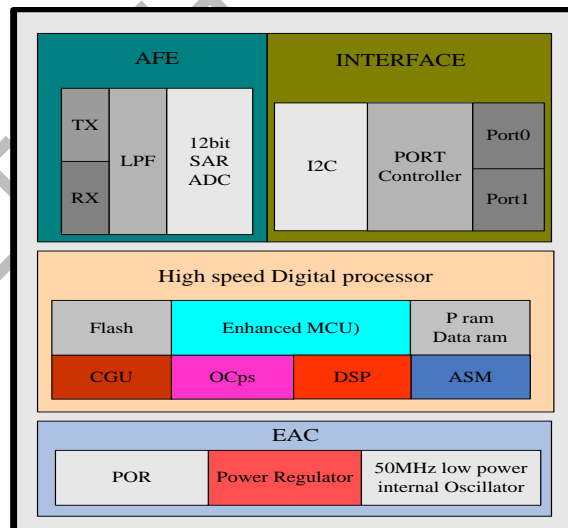 AFE
INTERFACE
TX
RX
LPF
12bit
SAR
ADC
I2C
PORT
Controller
Port0
Port1
High speed Digital processor
Flash
Enhanced MCU)
P ram
Data ram
CGU
OCps
DSP
ASM
EAC
POR
Power Regulator
50MHz low power
internal Oscillator